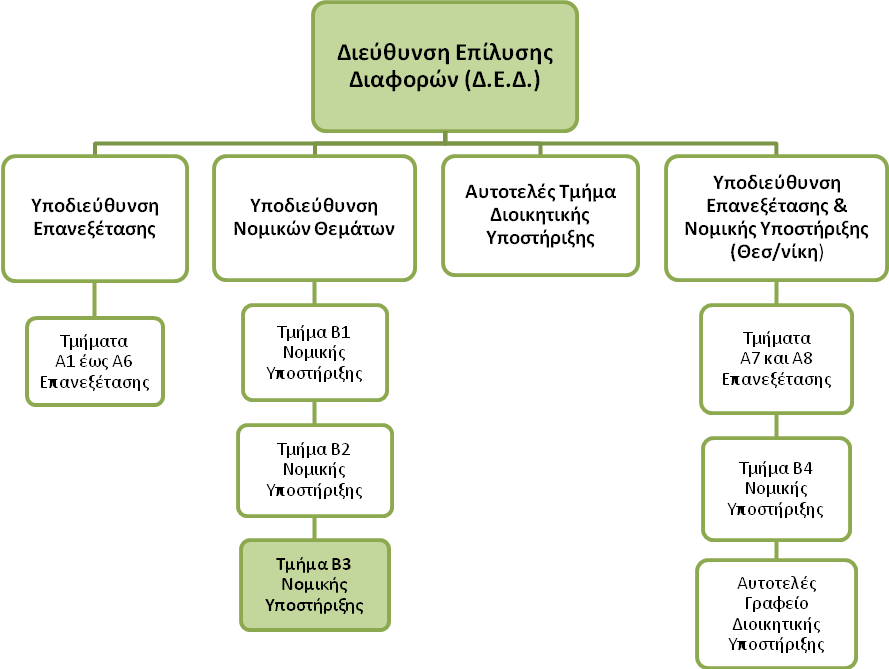 Διεύθυνση Επίλυσης
Διαφορών (Δ.Ε.Δ.)
Υποδιεύθυνση
Επανεξέτασης
Υποδιεύθυνση
Νομικών Θεμάτων
Αυτοτελές Τμήμα
Διοικητικής
Υποστήριξης
Υποδιεύθυνση
Επανεξέτασης &
Νομικής Υποστήριξης
(Θεσ/νίκη)
Τμήματα
Α1 έως Α6
Επανεξέτασης
Τμήμα Β1
Νομικής
Υποστήριξης
Τμήμα Β2
Νομικής
Υποστήριξης
Τμήμα Β3
Νομικής
Υποστήριξης
Τμήματα
Α7 και Α8
Επανεξέτασης
Τμήμα Β4
Νομικής
Υποστήριξης
Αυτοτελές
Γραφείο
Διοικητικής
Υποστήριξης